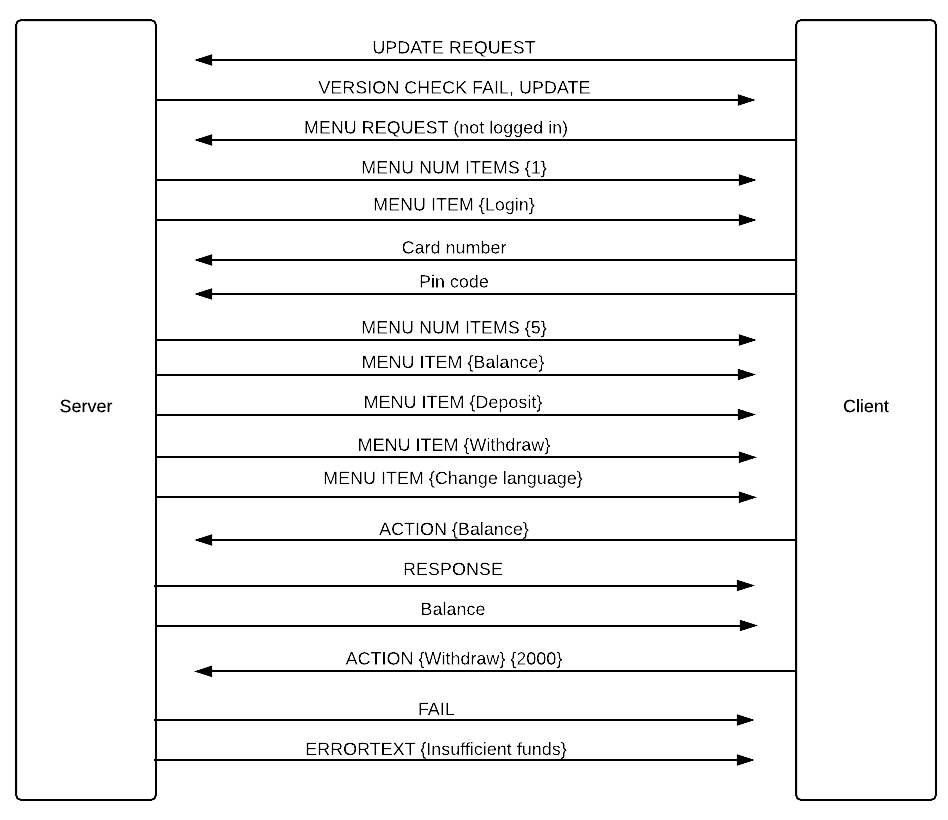 UPDATE REQUEST
VERSION CHECK FAIL, UPDATE
MENU REQUEST (not logged in)
MENU NUM ITEMS {1}
MENU ITEM {Login}
Card number
Pin code
MENU NUM ITEMS {5}
MENU ITEM {Balance}
MENU ITEM {Deposit}
Server
Client
MENU ITEM {Withdraw}
MENU ITEM {Change language}
ACTION {Balance}
RESPONSE
Balance
ACTION {Withdraw} {2000}
FAIL
ERRORTEXT {Insufficient funds}